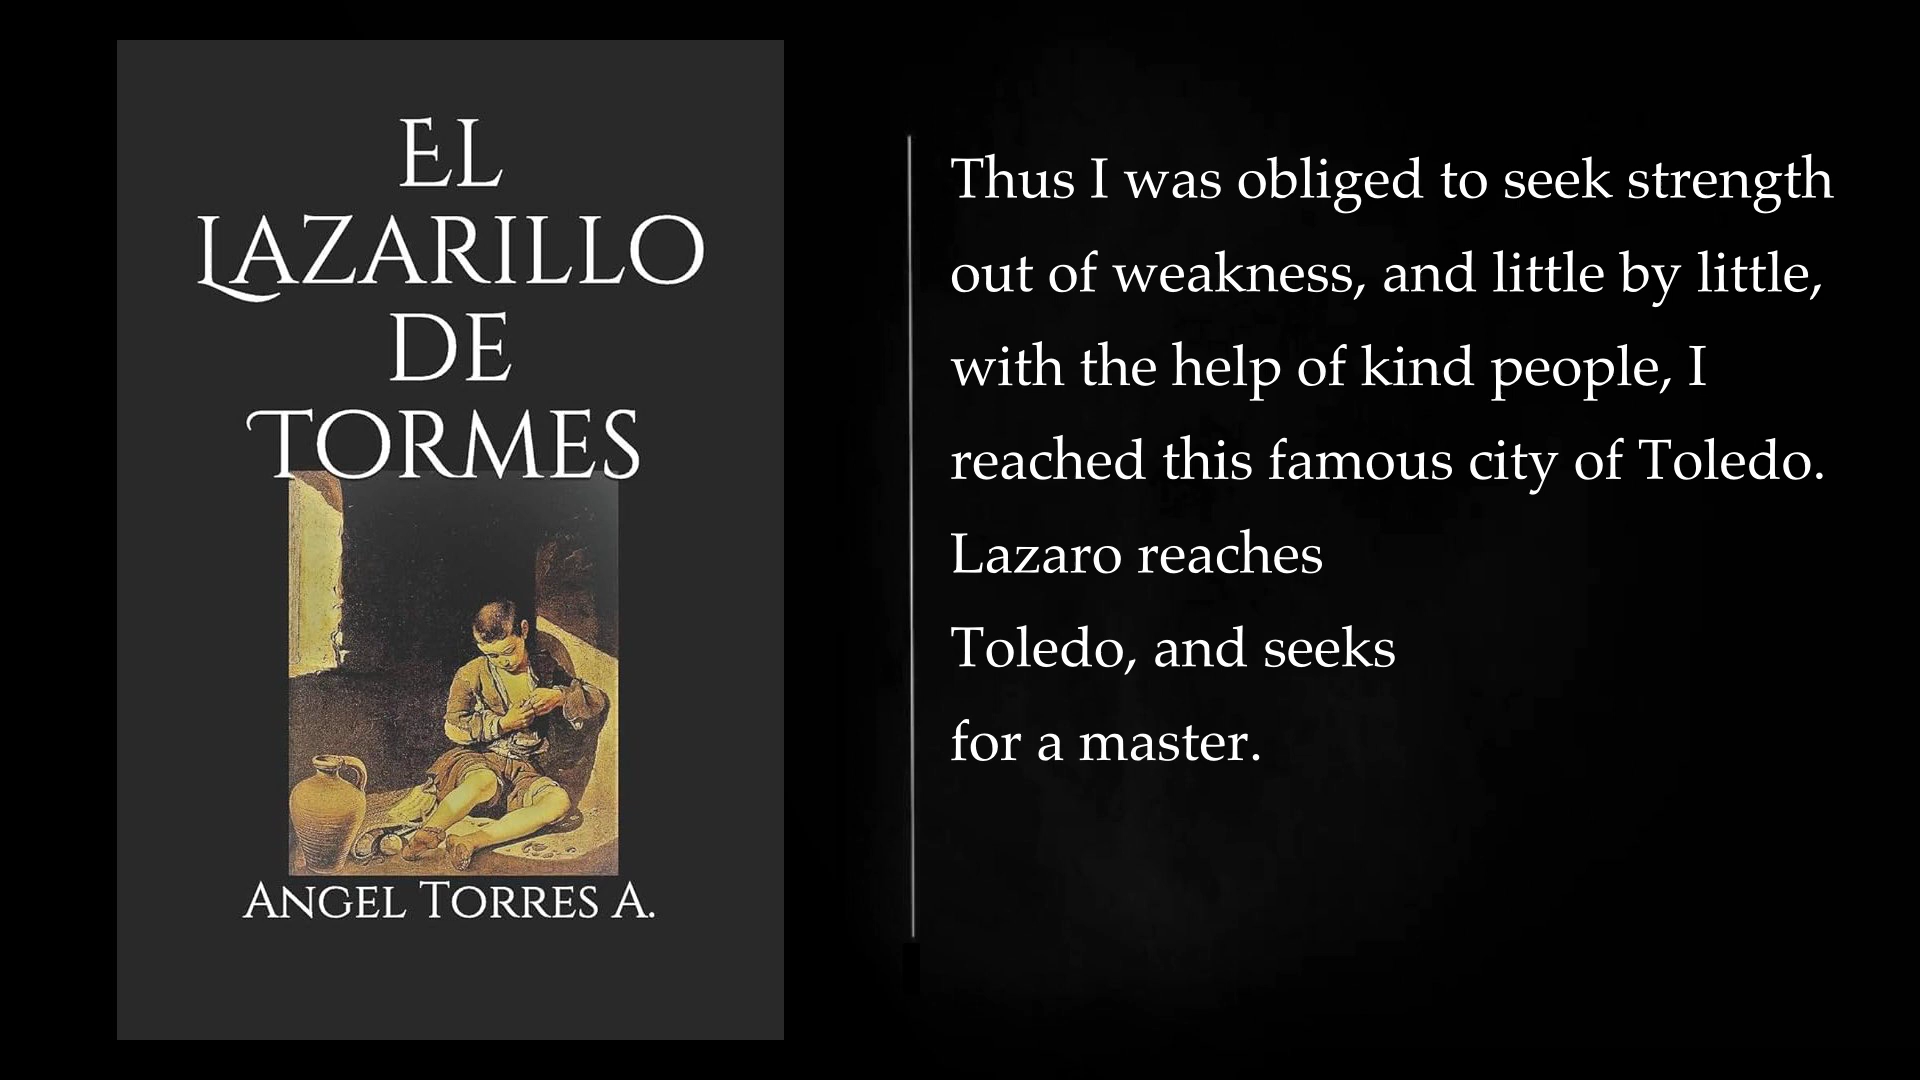 EL
LAZARILLO
DE
TORMES
ANGEL TORRES A.
Thus I was obliged to seek strength
out of weakness, and little by little,
with the help of kind people, I
reached this famous city of Toledo.
Lazaro reaches
Toledo, and seeks
for a master.